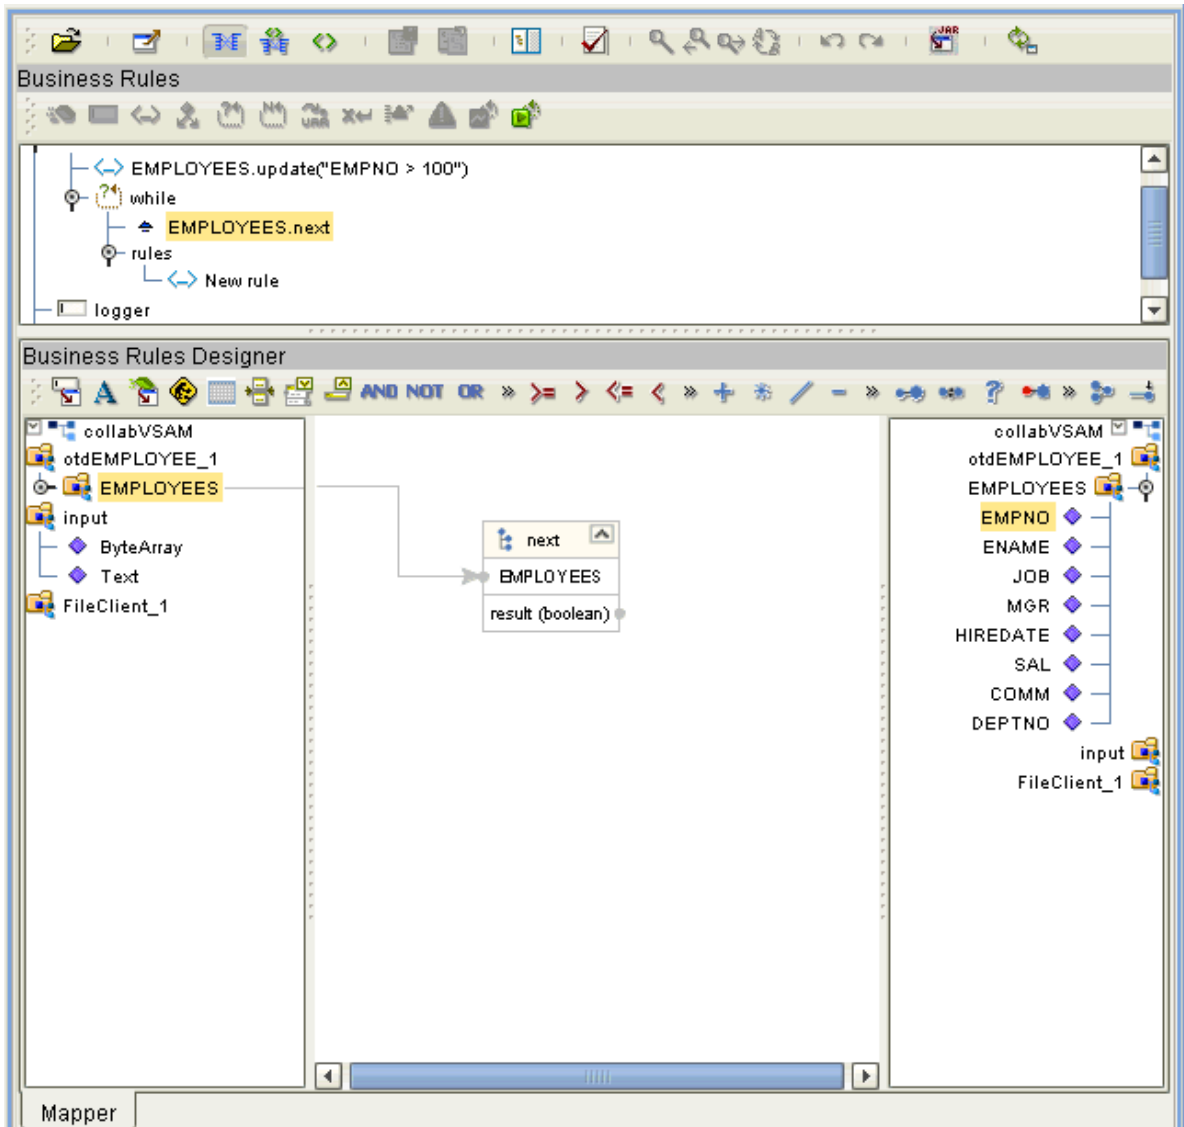 JAR
Business Rules
JAR
EMPLOYEES.update("EMPNO > 100")
while
EMPLOYEES.next
rules
New rule
logger
Business Rules Designer
A AND NOT OR » >= > <= < » + / - » ? »
collabVSAM
otdEMPLOYEE_1
EMPLOYEES
input
ByteArray
Text
FileClient_1
next
EMPLOYEES
result (boolean)
collabVSAM
otdEMPLOYEE_1
EMPLOYEES
EMPNO
ENAME
JOB
MGR
HIREDATE
SAL
COMM
DEPTNO
input
FileClient_1
Mapper